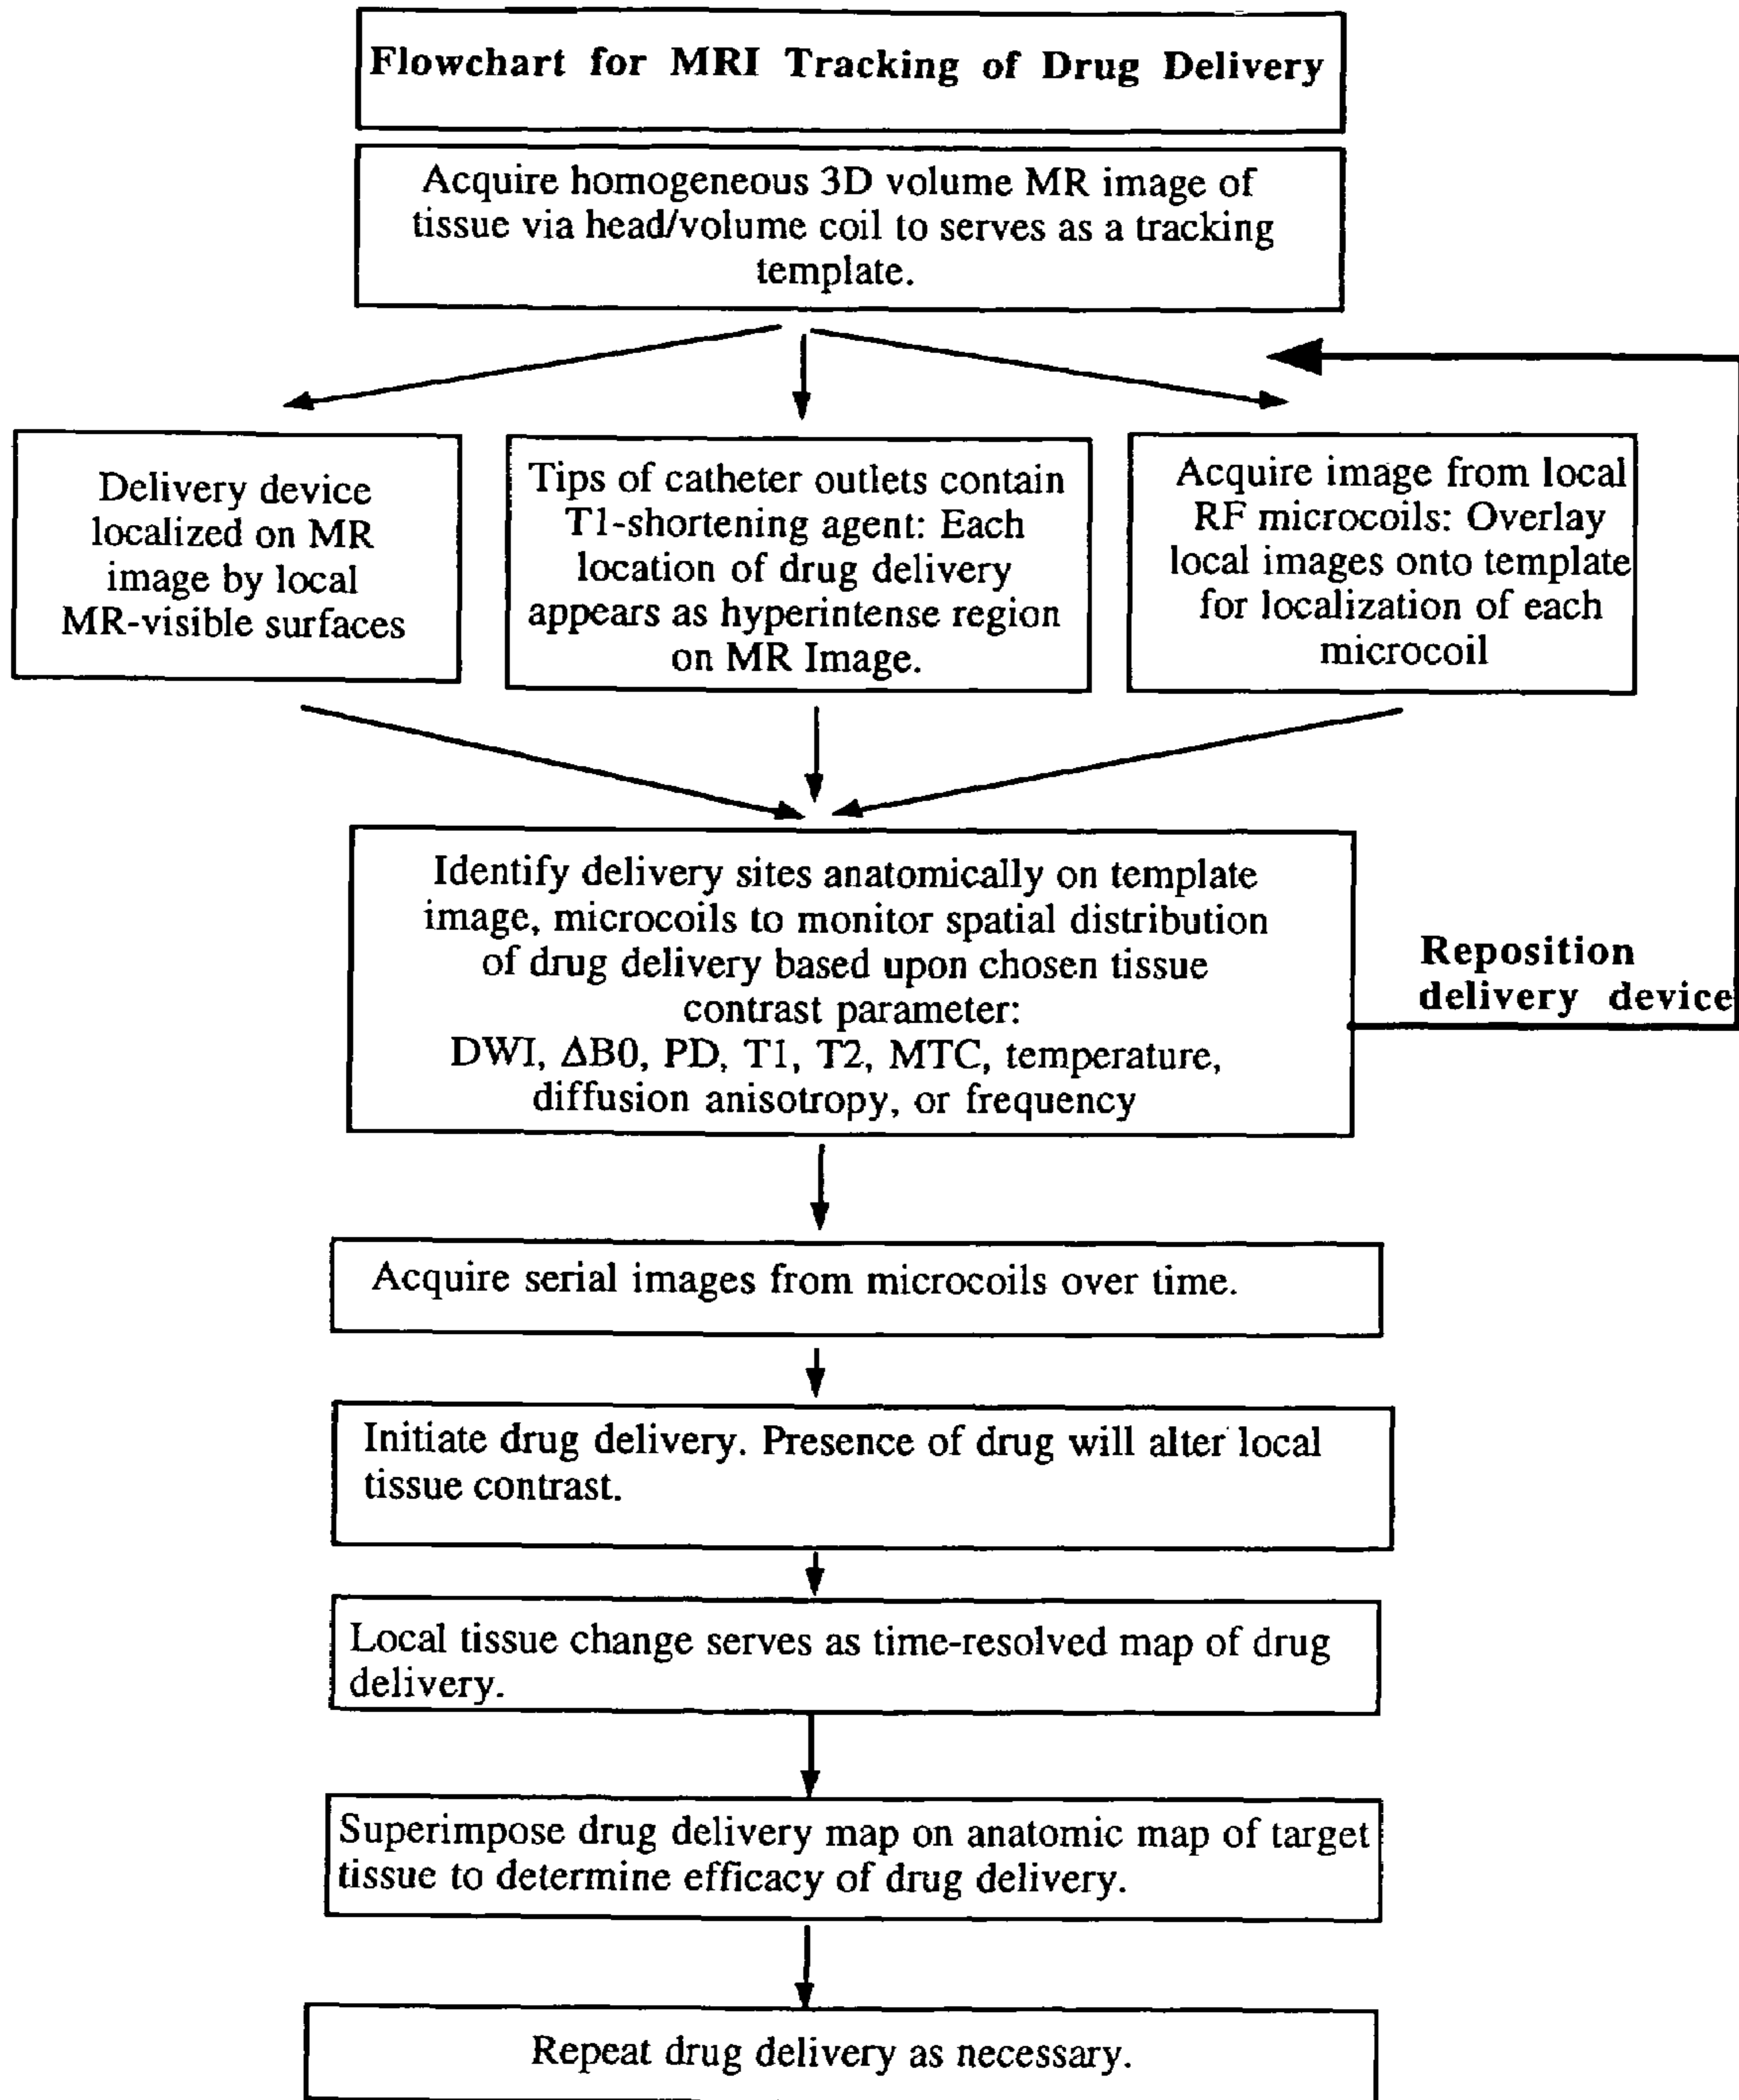 Flowchart for MRI Tracking of Drug Delivery
Acquire homogeneous 3D volume MR image of
tissue via head/volume coil to serves as a tracking
template.
Delivery device
localized on MR
image by local
MR-visible surfaces
Tips of catheter outlets contain
T1-shortening agent: Each
location of drug delivery
appears as hyperintense region
on MR Image.
Acquire image from local
RF microcoils: Overlay
local images onto template
for localization of each
microcoil
Identify delivery sites anatomically on template
image, microcoils to monitor spatial distribution
of drug delivery based upon chosen tissue
contrast parameter:
DWI, ΔB0, PD, T1, T2, MTC, temperature,
diffusion anisotropy, or frequency
Reposition
delivery device
Acquire serial images from microcoils over time.
Initiate drug delivery. Presence of drug will alter local
tissue contrast.
Local tissue change serves as time-resolved map of drug
delivery.
Superimpose drug delivery map on anatomic map of target
tissue to determine efficacy of drug delivery.
Repeat drug delivery as necessary.